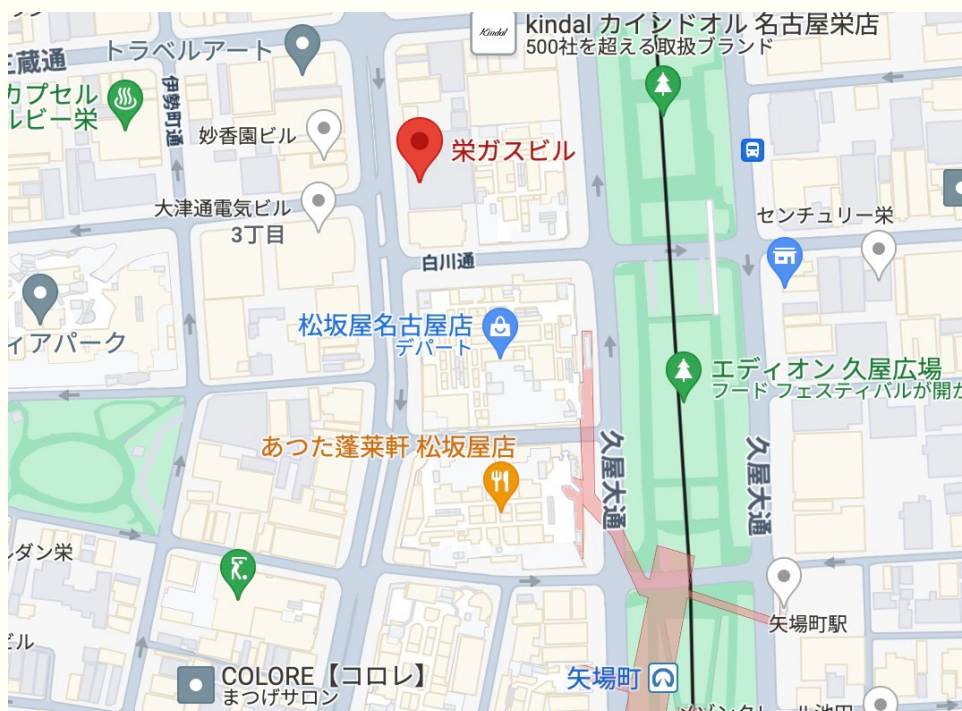 kindal カインドオル 名古屋栄店
Kindal
500社を超える取扱ブランド
三蔵通
トラベルアート
カプセル
ルビー栄
伊勢町通
妙香園ビル
栄ガスビル
大津通電気ビル
3丁目
センチュリー栄
白川通
ィアパーク
松坂屋名古屋店
デパート
エディオン 久屋広場
フード フェスティバルが開か
あつた蓬莱軒 松坂屋店
久屋大通
久屋大通
ルダン栄
矢場町駅
ビル
COLORE【コロレ】
まつげサロン
矢場町